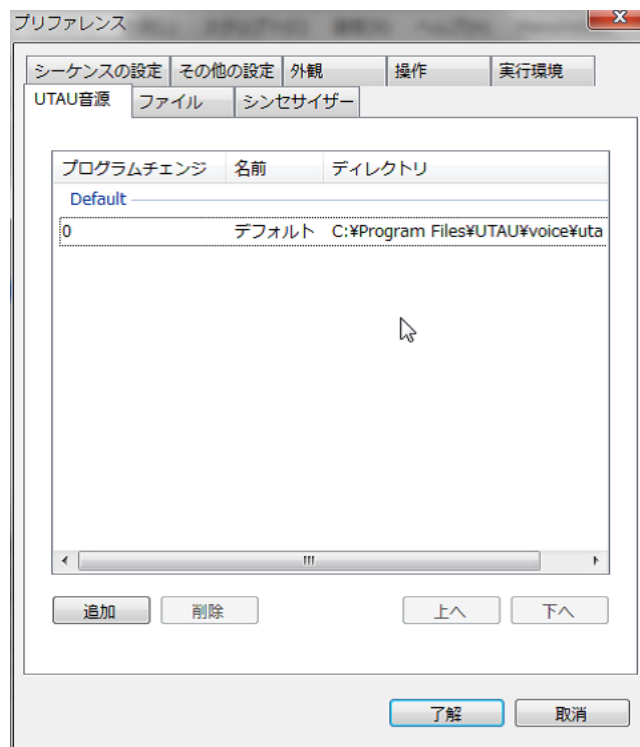 プリファレンス
シーケンスの設定 その他の設定 外観 操作 実行環境
UTAU音源 ファイル シンセサイザー
プログラムチェンジ 名前 ディレクトリ
Default
0 デフォルト C:¥Program Files¥UTAU¥voice¥uta
追加 削除 上へ 下へ
了解 取消